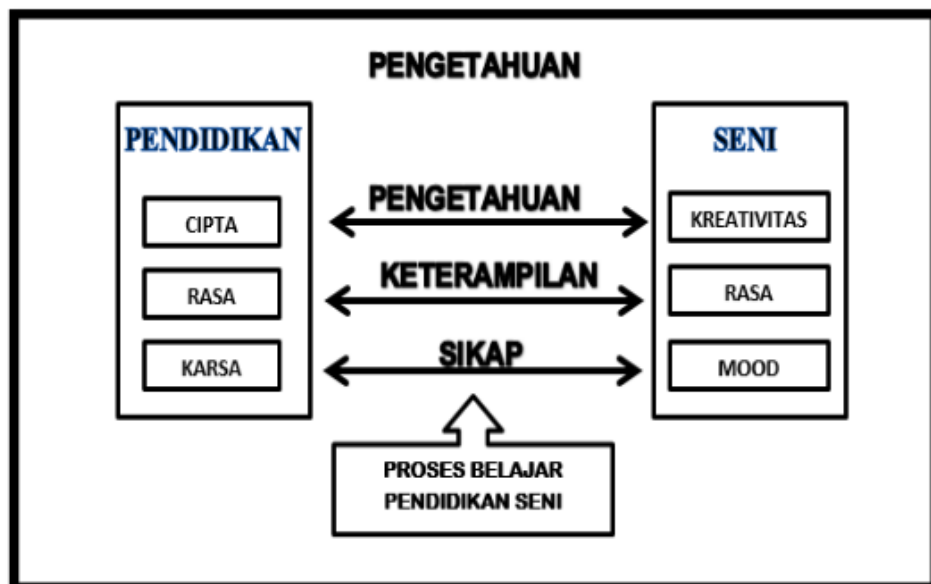 PENGETAHUAN
PENDIDIKAN
CIPTA
RASA
KARSA
PENGETAHUAN
KETERAMPILAN
SIKAP
SENI
KREATIVITAS
RASA
MOOD
PROSES BELAJAR
PENDIDIKAN SENI